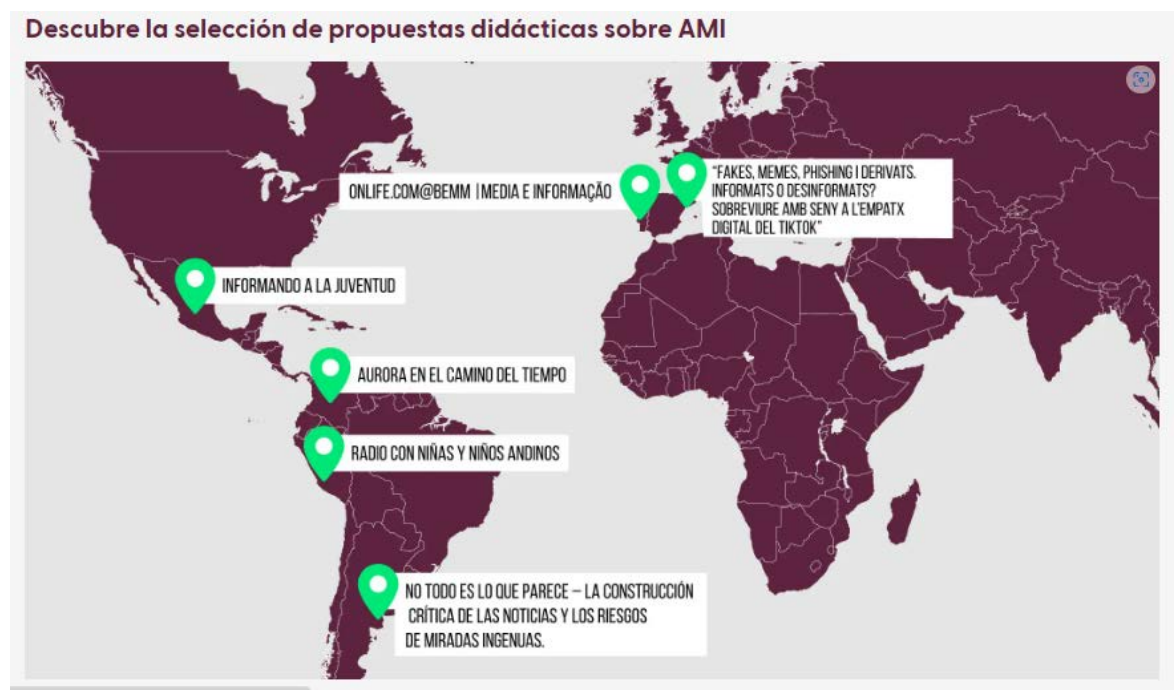 Descubre la selección de propuestas didácticas sobre AMI
ONLIFE.COM@BEMM | MEDIA E INFORMAÇÃO
"FAKES, MEMES, PHISHING I DERIVATS.
INFORMATS O DESINFORMATS?
SOBREVIURE AMB SENY A L'EMPATX
DIGITAL DEL TIKTOK"
INFORMANDO A LA JUVENTUD
AURORA EN EL CAMINO DEL TIEMPO
RADIO CON NIÑAS Y NIÑOS ANDINOS
NO TODO ES LO QUE PARECE – LA CONSTRUCCIÓN
CRÍTICA DE LAS NOTICIAS Y LOS RIESGOS
DE MIRADAS INGENUAS.